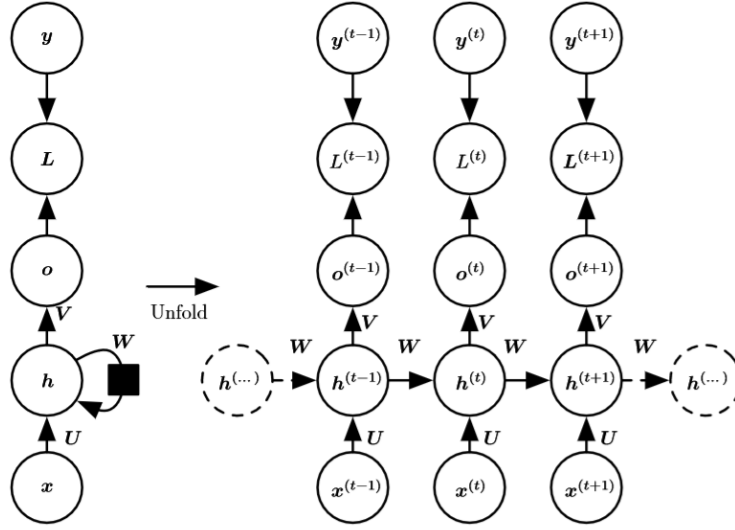 y y^(t−1) y^(t) y^(t+1)
L L^(t−1) L^(t) L^(t+1)
o o^(t−1) o^(t) o^(t+1)
Unfold
V V V V
W W W W W
h h^(...) h^(t−1) h^(t) h^(t+1) h^(...)
U U U U
x x^(t−1) x^(t) x^(t+1)